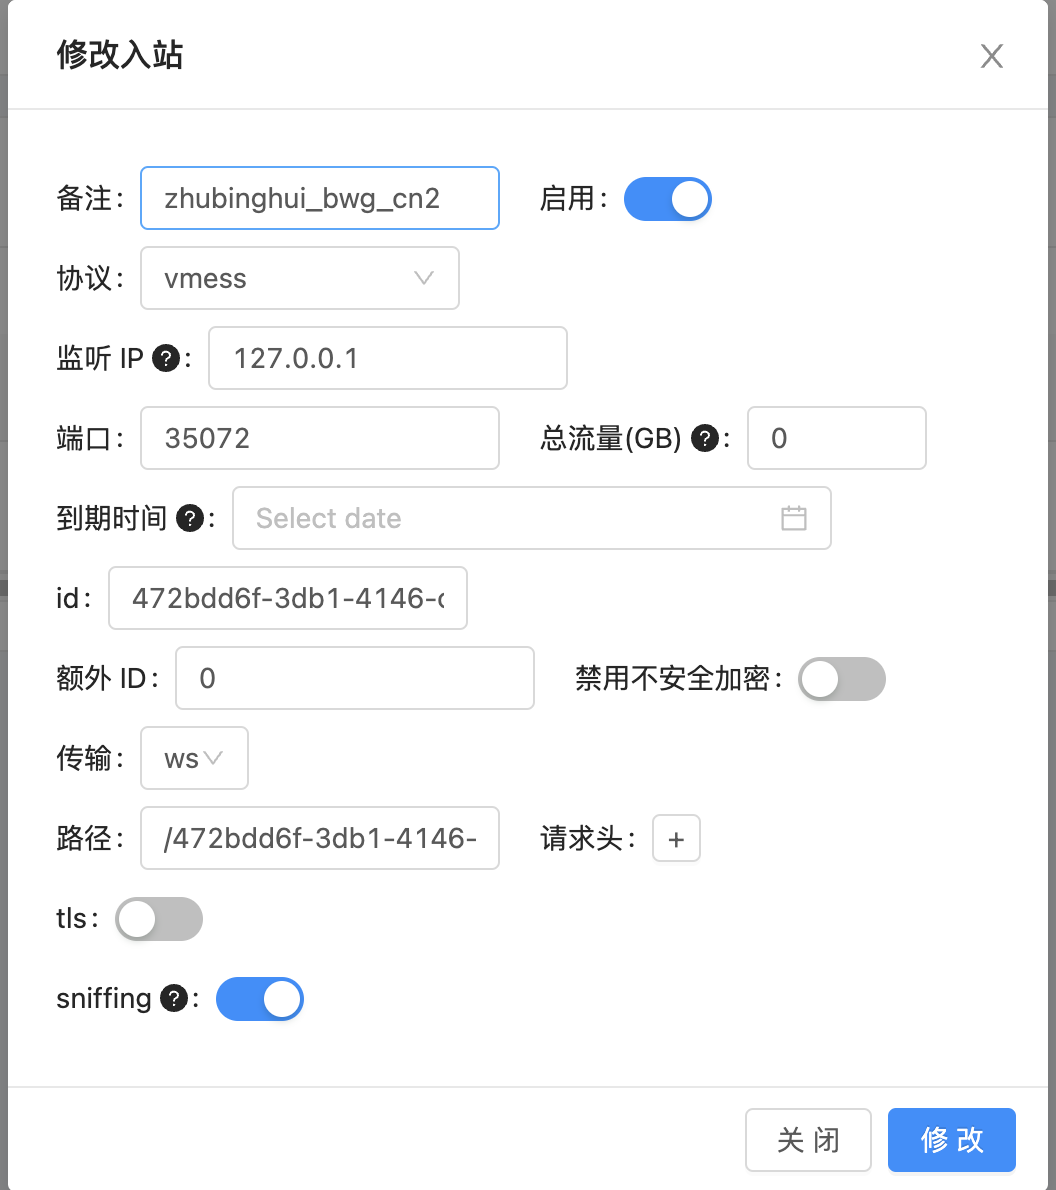 修改入站
备注: zhubinghui_bwg_cn2 启用:
协议: vmess
监听 IP ?: 127.0.0.1
端口: 35072 总流量(GB) ?: 0
到期时间 ?: Select date
id: 472bdd6f-3db1-4146-
额外 ID: 0 禁用不安全加密:
传输: ws
路径: /472bdd6f-3db1-4146- 请求头: +
tls:
sniffing ?:
关 闭 修 改